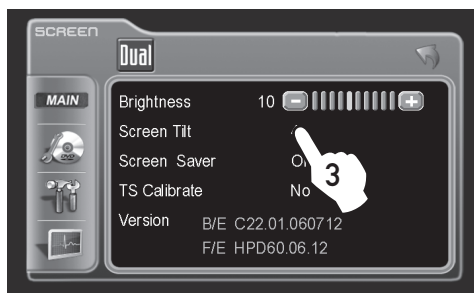 SCREEN
Dual
MAIN
Brightness 10
Screen Tilt
Screen Saver
TS Calibrate No
Version B/E C22.01.060712
F/E HPD60.06.12
3
DVD